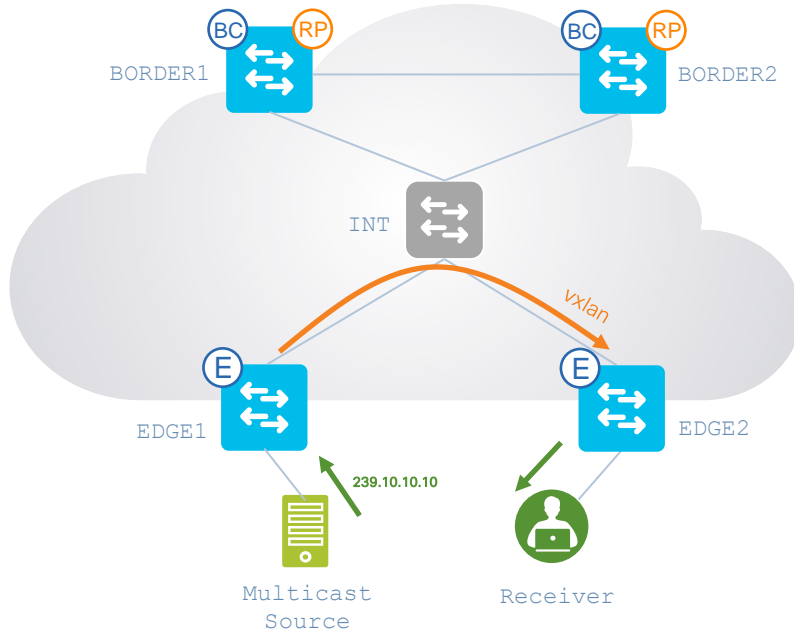 BC
RP
BC
RP
BORDER1
BORDER2
INT
vxlan
E
E
EDGE1
EDGE2
239.10.10.10
Multicast
Source
Receiver